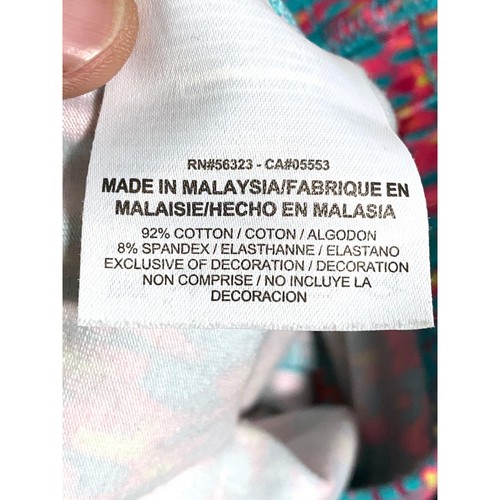 RN#56323 - CA#05553
MADE IN MALAYSIA/FABRIQUE EN
MALAISIE/HECHO EN MALASIA
92% COTTON / COTON / ALGODON
8% SPANDEX / ELASTHANNE / ELASTANO
EXCLUSIVE OF DECORATION / DECORATION
NON COMPRISE / NO INCLUYE LA
DECORACION